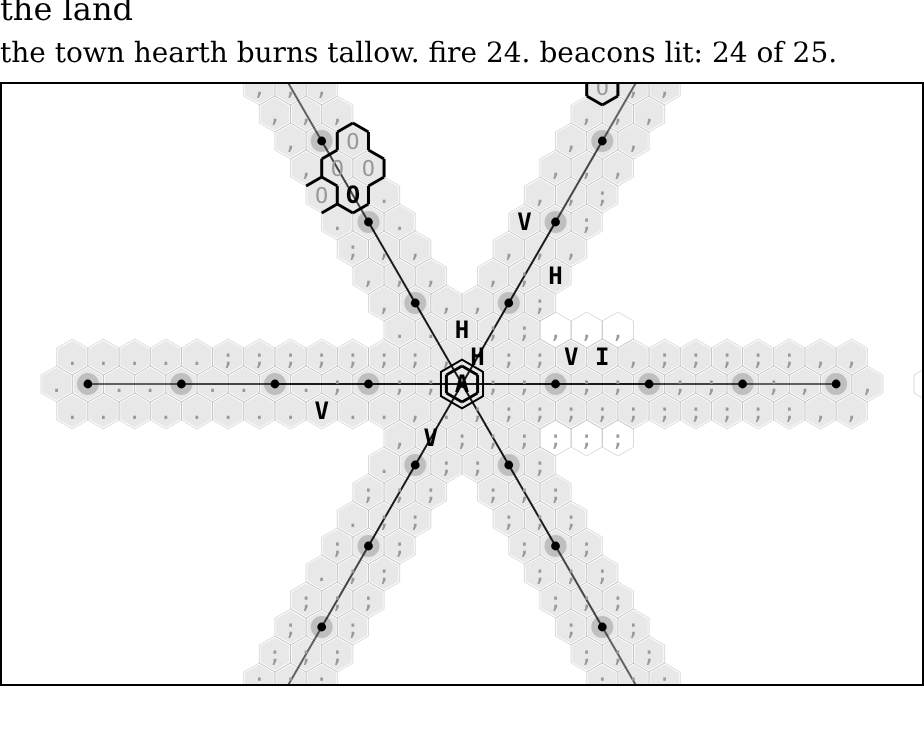 the land
the town hearth burns tallow. fire 24. beacons lit: 24 of 25.
O
O
O O
O O
V
H
H
H
V I
A
V
V